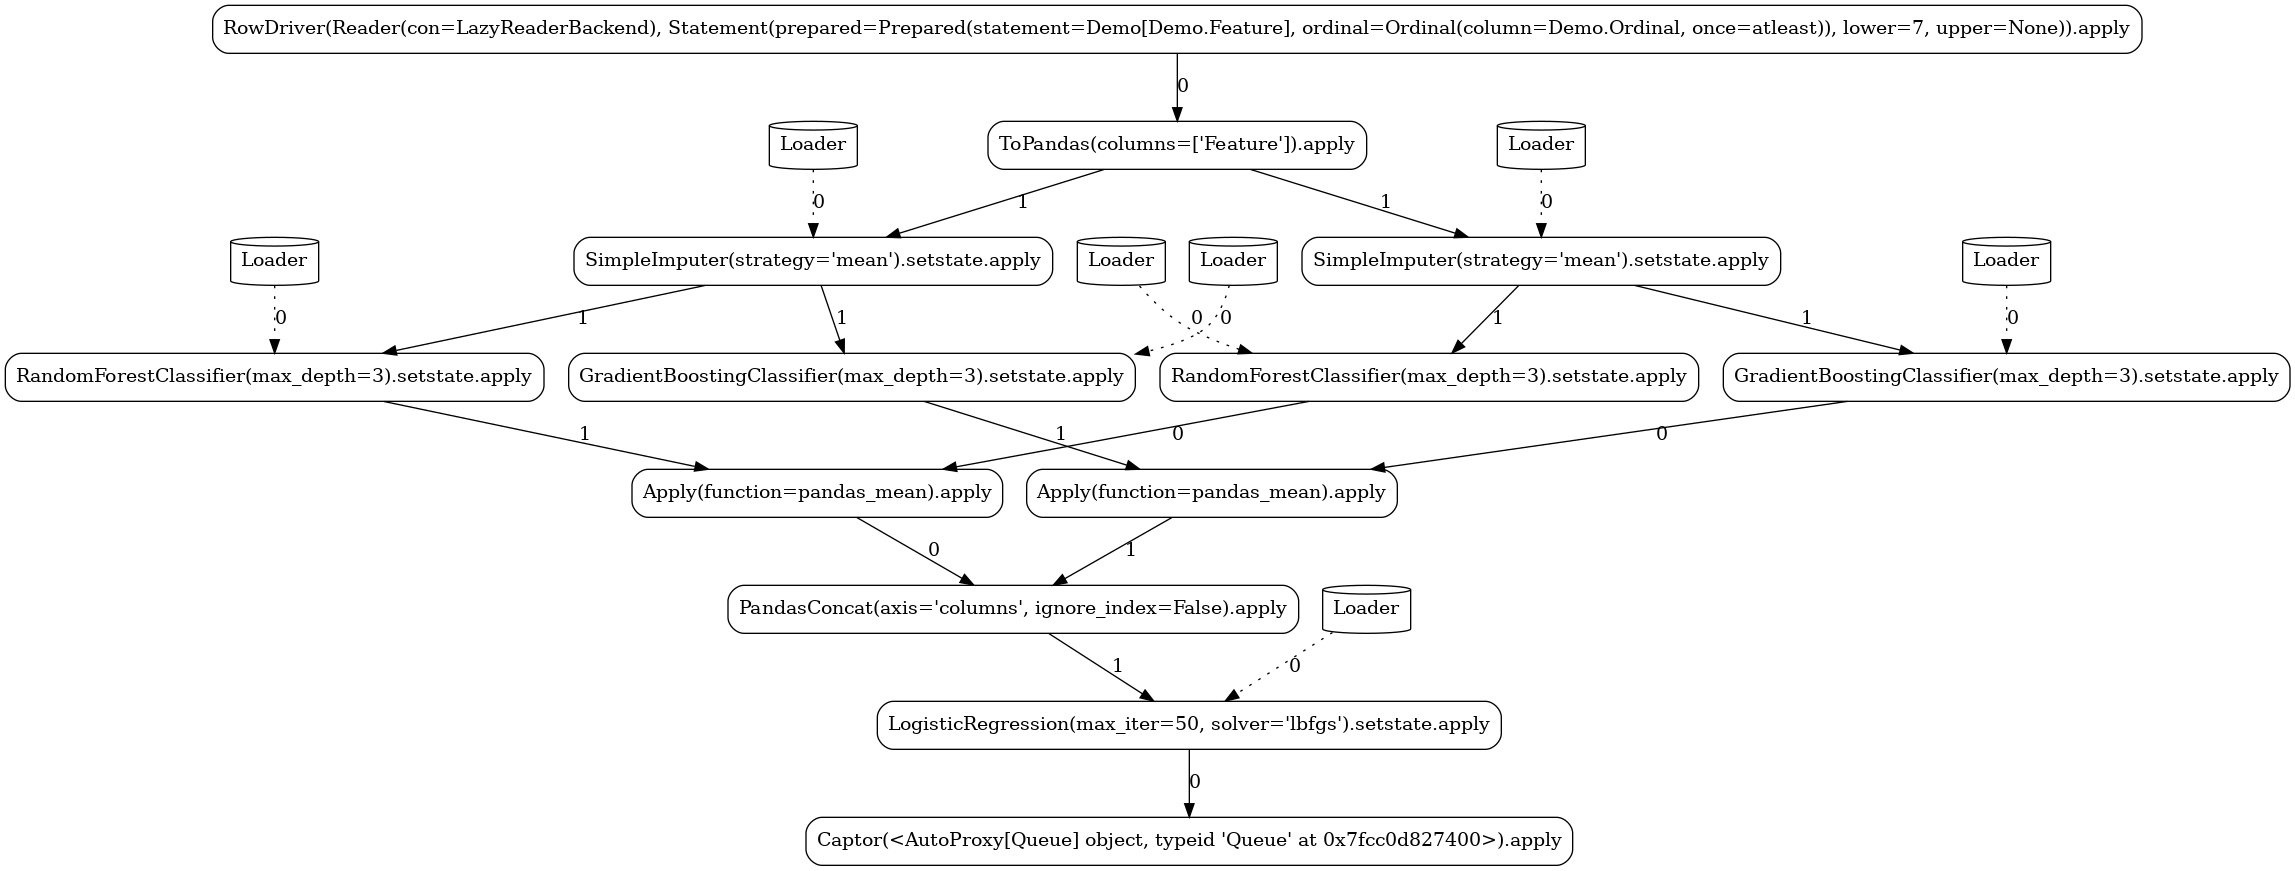 RowDriver(Reader(con=LazyReaderBackend), Statement(prepared=Prepared(statement=Demo[Demo.Feature], ordinal=Ordinal(column=Demo.Ordinal, once=atleast)), lower=7, upper=None)).apply
0
Loader
ToPandas(columns=['Feature']).apply
Loader
0
1
1
0
Loader
SimpleImputer(strategy='mean').setstate.apply
Loader
Loader
SimpleImputer(strategy='mean').setstate.apply
Loader
0
1
1
0
0
1
1
0
RandomForestClassifier(max_depth=3).setstate.apply
GradientBoostingClassifier(max_depth=3).setstate.apply
RandomForestClassifier(max_depth=3).setstate.apply
GradientBoostingClassifier(max_depth=3).setstate.apply
1
1
0
0
Apply(function=pandas_mean).apply
Apply(function=pandas_mean).apply
0
1
PandasConcat(axis='columns', ignore_index=False).apply
Loader
1
0
LogisticRegression(max_iter=50, solver='lbfgs').setstate.apply
0
Captor(<AutoProxy[Queue] object, typeid 'Queue' at 0x7fcc0d827400>).apply